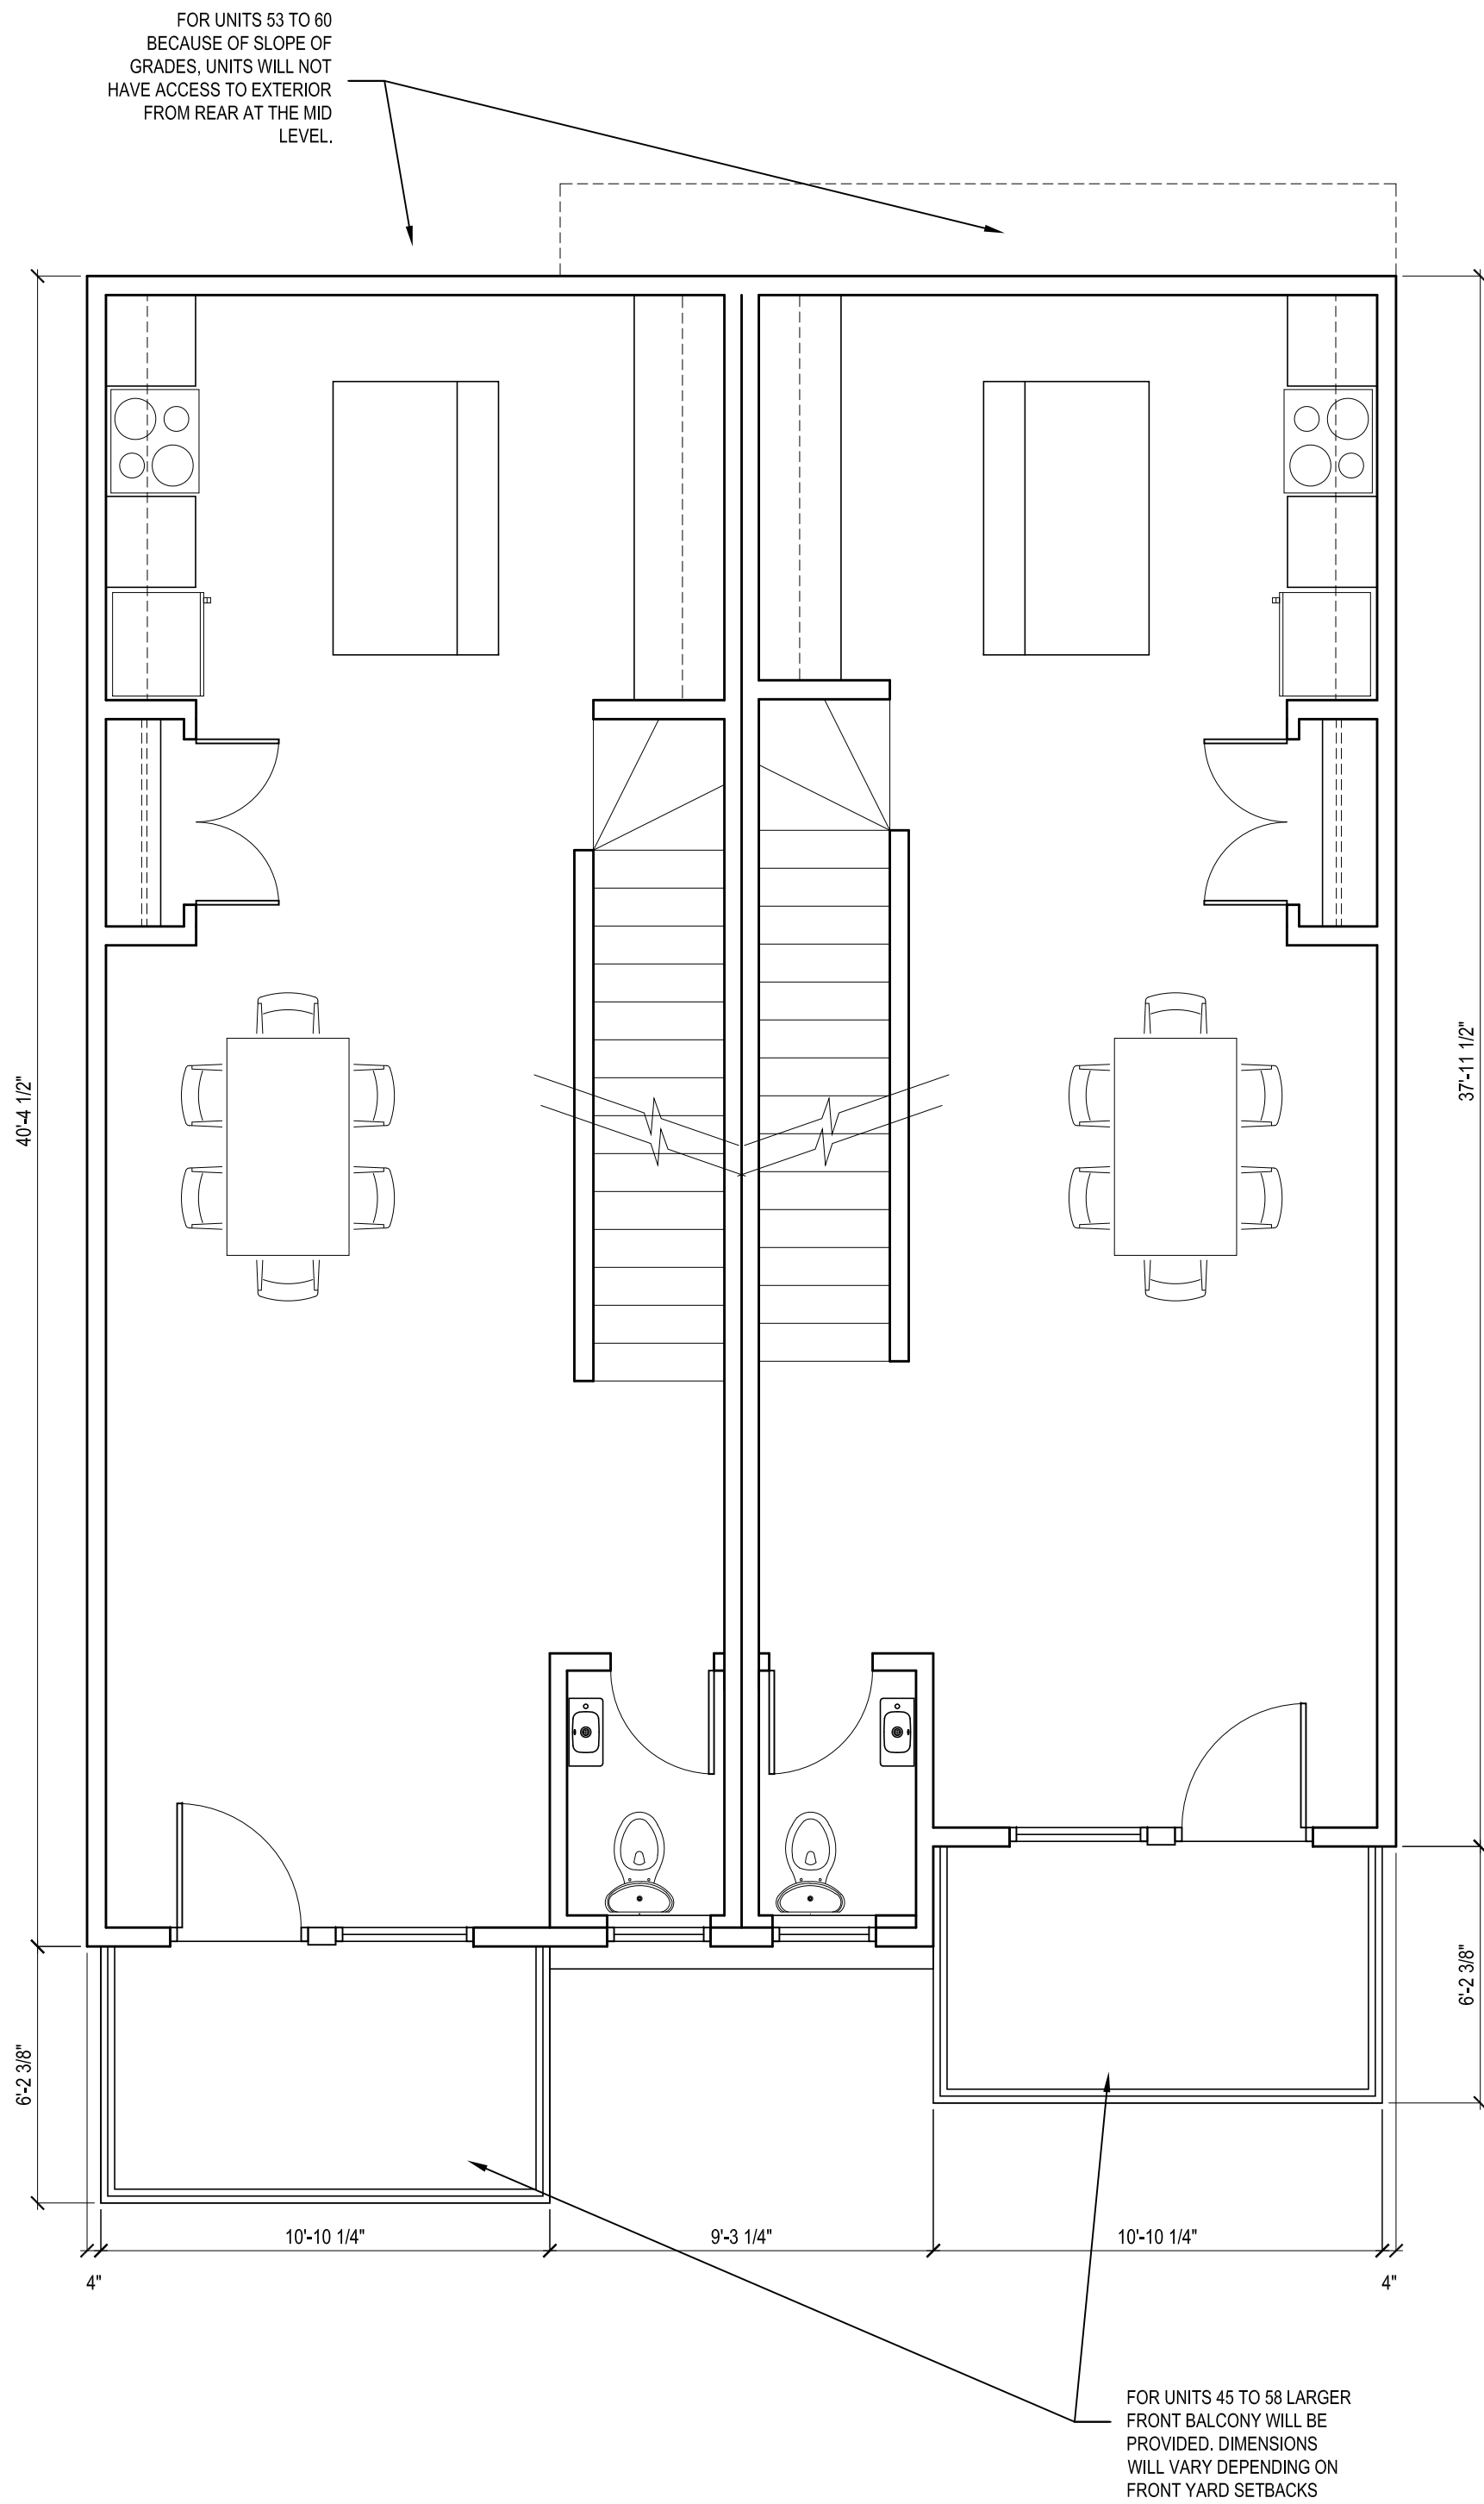 FOR UNITS 53 TO 60
BECAUSE OF SLOPE OF
GRADES, UNITS WILL NOT
HAVE ACCESS TO EXTERIOR
FROM REAR AT THE MID
LEVEL.
40'-4 1/2"
37'-11 1/2"
6'-2 3/8"
6'-2 3/8"
10'-10 1/4"
9'-3 1/4"
10'-10 1/4"
4"
4"
FOR UNITS 45 TO 58 LARGER
FRONT BALCONY WILL BE
PROVIDED. DIMENSIONS
WILL VARY DEPENDING ON
FRONT YARD SETBACKS